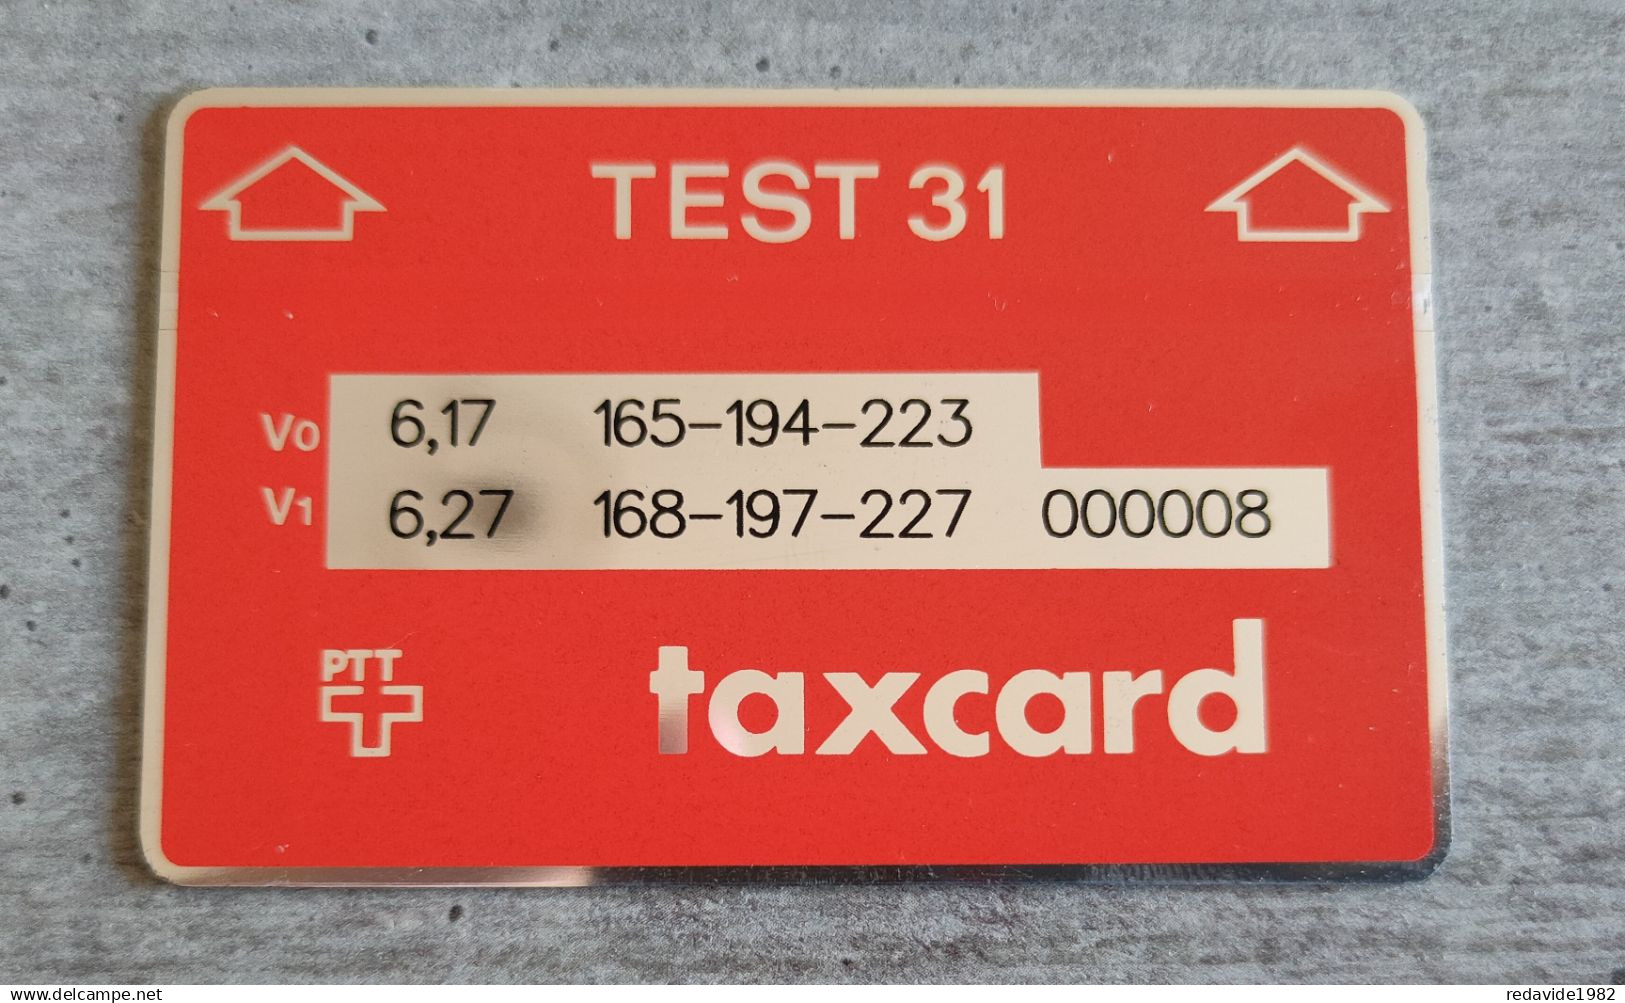 TEST 31
V0 6,17 165-194-223
V1 6,27 168-197-227 000008
PTT
taxcard
www.delcampe.net
redavide1982